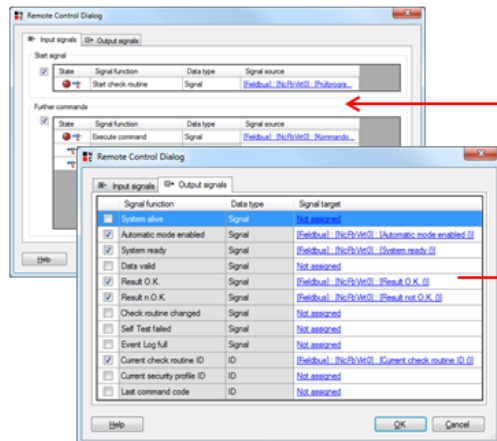 Remote Control Dialog
Input signals Output signals
Start signal
State Signal function Data type Signal source
Start check routine Signal [Fieldbus] : [NcFbVirt0] : [Prüfprogra...
Further commands
State Signal function Data type Signal source
Execute command Signal [Fieldbus] : [NcFbVirt0] : [Kommando...
Help
Remote Control Dialog
Input signals Output signals
Signal function Data type Signal target
System alive Signal Not assigned
Automatic mode enabled Signal [Fieldbus] : [NcFbVirt0] : [Automatic mode enabled ()]
System ready Signal [Fieldbus] : [NcFbVirt0] : [System ready ()]
Data valid Signal Not assigned
Result O.K. Signal [Fieldbus] : [NcFbVirt0] : [Result O.K. ()]
Result n.O.K. Signal [Fieldbus] : [NcFbVirt0] : [Result not O.K. ()]
Check routine changed Signal Not assigned
Self Test failed Signal Not assigned
Event Log full Signal Not assigned
Current check routine ID ID [Fieldbus] : [NcFbVirt0] : [Current check routine ID ()]
Current security profile ID ID Not assigned
Last command code ID Not assigned
Help OK Cancel